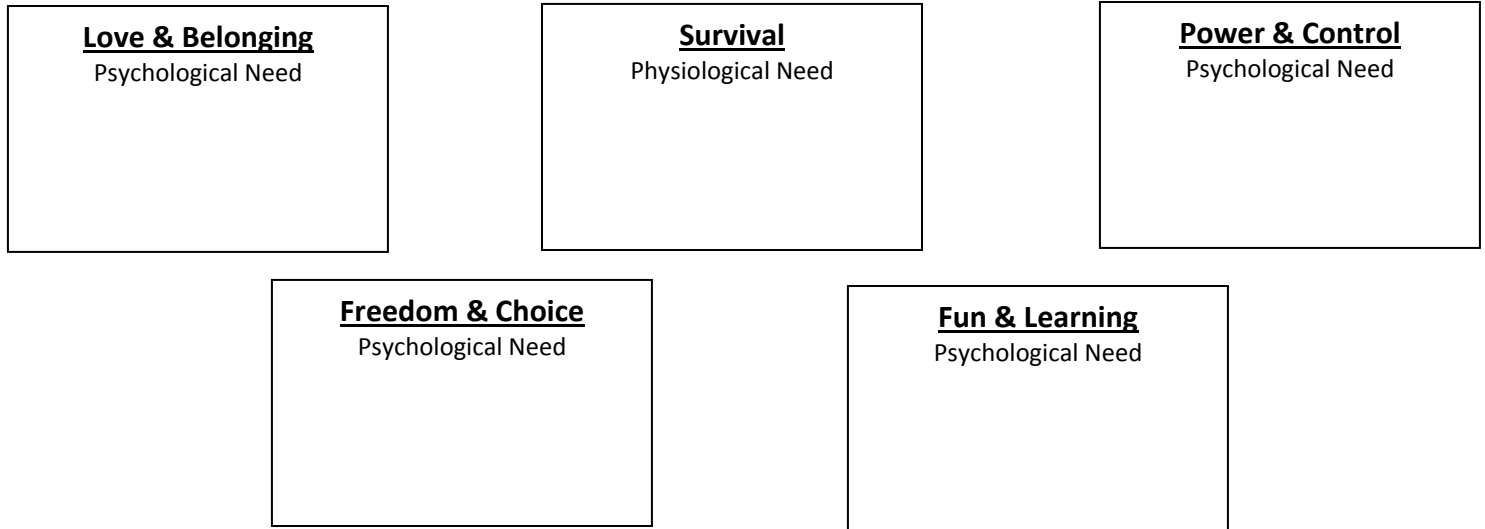 Love & Belonging
Psychological Need
Survival
Physiological Need
Power & Control
Psychological Need
Freedom & Choice
Psychological Need
Fun & Learning
Psychological Need